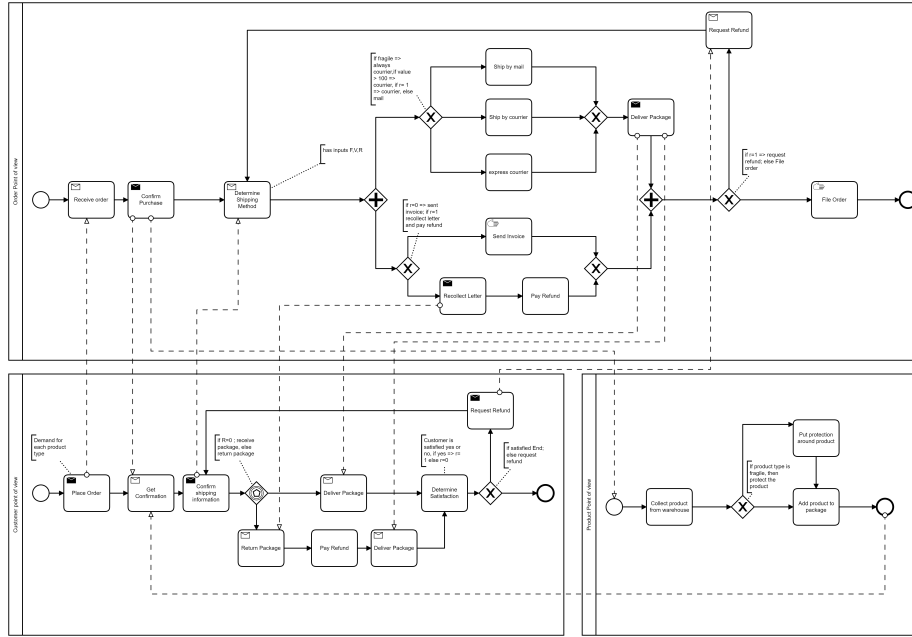 Order Point of view
Request Refund
If fragile =>
always
courier,If value
> 100 =>
courier, if r= 1
=> courier, else
mail
Ship by mail
Ship by courier
express courier
Deliver Package
has inputs F,V,R
Receive order
Confirm
Purchase
Determine
Shipping
Method
if r=0 => sent
invoice; if r=1
recollect letter
and pay refund
Send Invoice
Recollect Letter
Pay Refund
if r=1 => request
refund; else File
order
File Order
Customer point of view
Demand for
each product
type
Place Order
Get
Confirmation
Confirm
shipping
information
if R=0 ; receive
package, else
return package
Deliver Package
Return Package
Pay Refund
Deliver Package
Customer is
satisfied yes or
no, if yes => r=
1 else r=0
Determine
Satisfaction
Request Refund
if satisfied End;
else request
refund
Product Point of view
Collect product
from warehouse
If product type is
fragile, then
protect the
product
Put protection
around product
Add product to
package